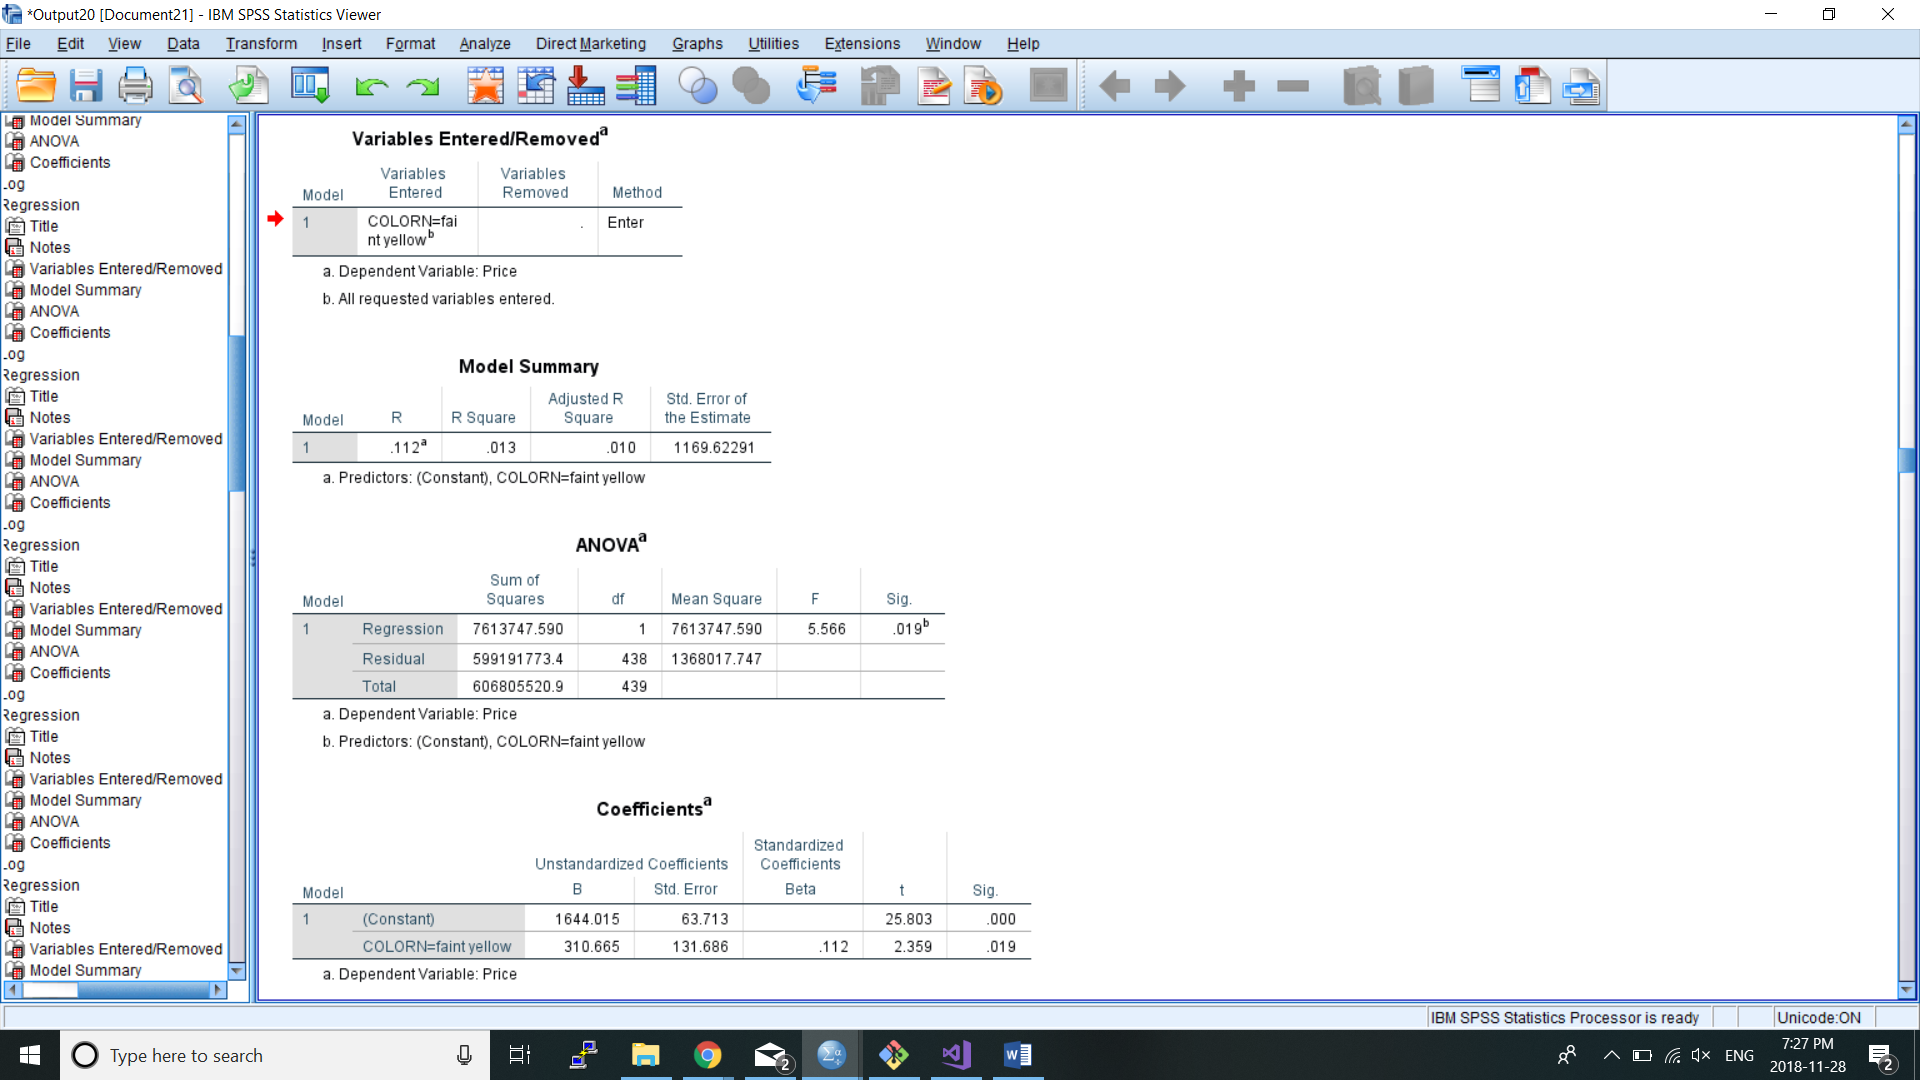 *Output20 [Document21] - IBM SPSS Statistics Viewer
File Edit View Data Transform Insert Format Analyze Direct Marketing Graphs Utilities Extensions Window Help
Model Summary
ANOVA
Coefficients
Log
Regression
Title
Notes
Variables Entered/Removed
Model Summary
ANOVA
Coefficients
Log
Regression
Title
Notes
Variables Entered/Removed
Model Summary
ANOVA
Coefficients
Log
Regression
Title
Notes
Variables Entered/Removed
Model Summary
ANOVA
Coefficients
Log
Regression
Title
Notes
Variables Entered/Removed
Model Summary
ANOVA
Coefficients
Log
Regression
Title
Notes
Variables Entered/Removed
Model Summary
Variables Entered/Removedª
Model Variables Entered Variables Removed Method
1 COLORN=fai . Enter
nt yellowᵇ
a. Dependent Variable: Price
b. All requested variables entered.
Model Summary
Model R R Square Adjusted R Square Std. Error of the Estimate
1 .112ª .013 .010 1169.62291
a. Predictors: (Constant), COLORN=faint yellow
ANOVAª
Model Sum of Squares df Mean Square F Sig.
1 Regression 7613747.590 1 7613747.590 5.566 .019ᵇ
Residual 599191773.4 438 1368017.747
Total 606805520.9 439
a. Dependent Variable: Price
b. Predictors: (Constant), COLORN=faint yellow
Coefficientsª
Unstandardized Coefficients Standardized Coefficients
Model B Std. Error Beta t Sig.
1 (Constant) 1644.015 63.713 25.803 .000
COLORN=faint yellow 310.665 131.686 .112 2.359 .019
a. Dependent Variable: Price
IBM SPSS Statistics Processor is ready Unicode:ON
Type here to search
2
ENG
7:27 PM
2018-11-28
2